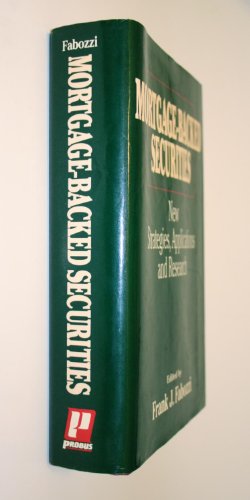 Fabozzi
MORTGAGE-BACKED SECURITIES
P
PROBUS
MORTGAGE-BACKED
SECURITIES
New
Strategies, Applications
and Research
Edited by
Frank J. Fabozzi